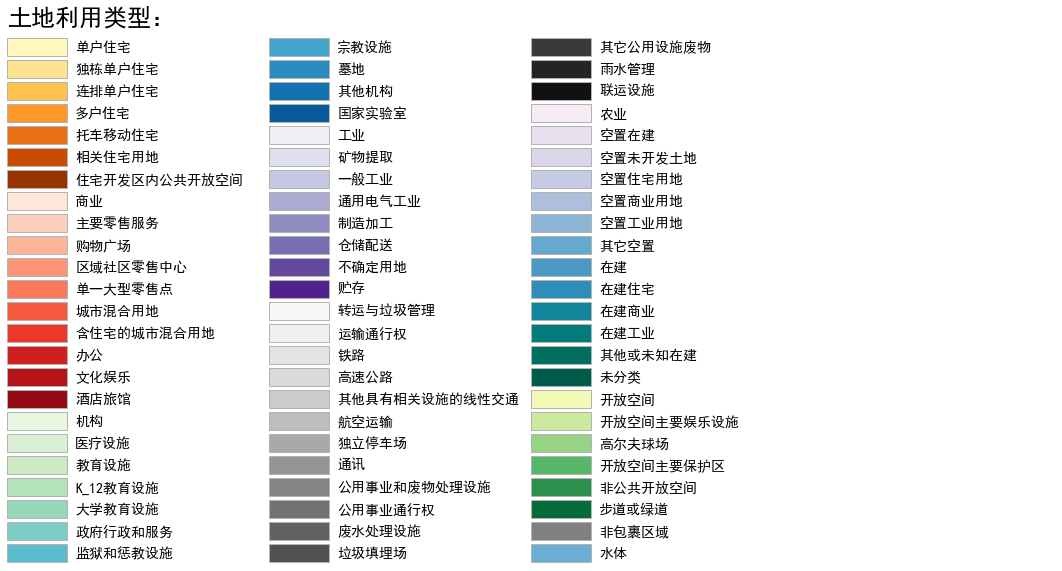 土地利用类型：
单户住宅
独栋单户住宅
连排单户住宅
多户住宅
托车移动住宅
相关住宅用地
住宅开发区内公共开放空间
商业
主要零售服务
购物广场
区域社区零售中心
单一大型零售点
城市混合用地
含住宅的城市混合用地
办公
文化娱乐
酒店旅馆
机构
医疗设施
教育设施
K_12教育设施
大学教育设施
政府行政和服务
监狱和惩教设施
宗教设施
墓地
其他机构
国家实验室
工业
矿物提取
一般工业
通用电气工业
制造加工
仓储配送
不确定用地
贮存
转运与垃圾管理
运输通行权
铁路
高速公路
其他具有相关设施的线性交通
航空运输
独立停车场
通讯
公用事业和废物处理设施
公用事业通行权
废水处理设施
垃圾填埋场
其它公用设施废物
雨水管理
联运设施
农业
空置在建
空置未开发土地
空置住宅用地
空置商业用地
空置工业用地
其它空置
在建
在建住宅
在建商业
在建工业
其他或未知在建
未分类
开放空间
开放空间主要娱乐设施
高尔夫球场
开放空间主要保护区
非公共开放空间
步道或绿道
非包裹区域
水体